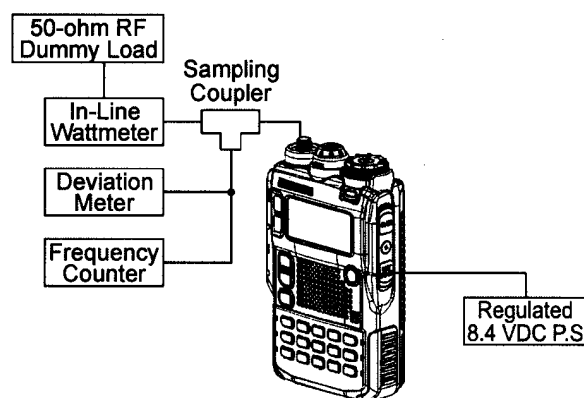 50-ohm RF
Dummy Load
Sampling
Coupler
In-Line
Wattmeter
Deviation
Meter
Frequency
Counter
Regulated
8.4 VDC P.S